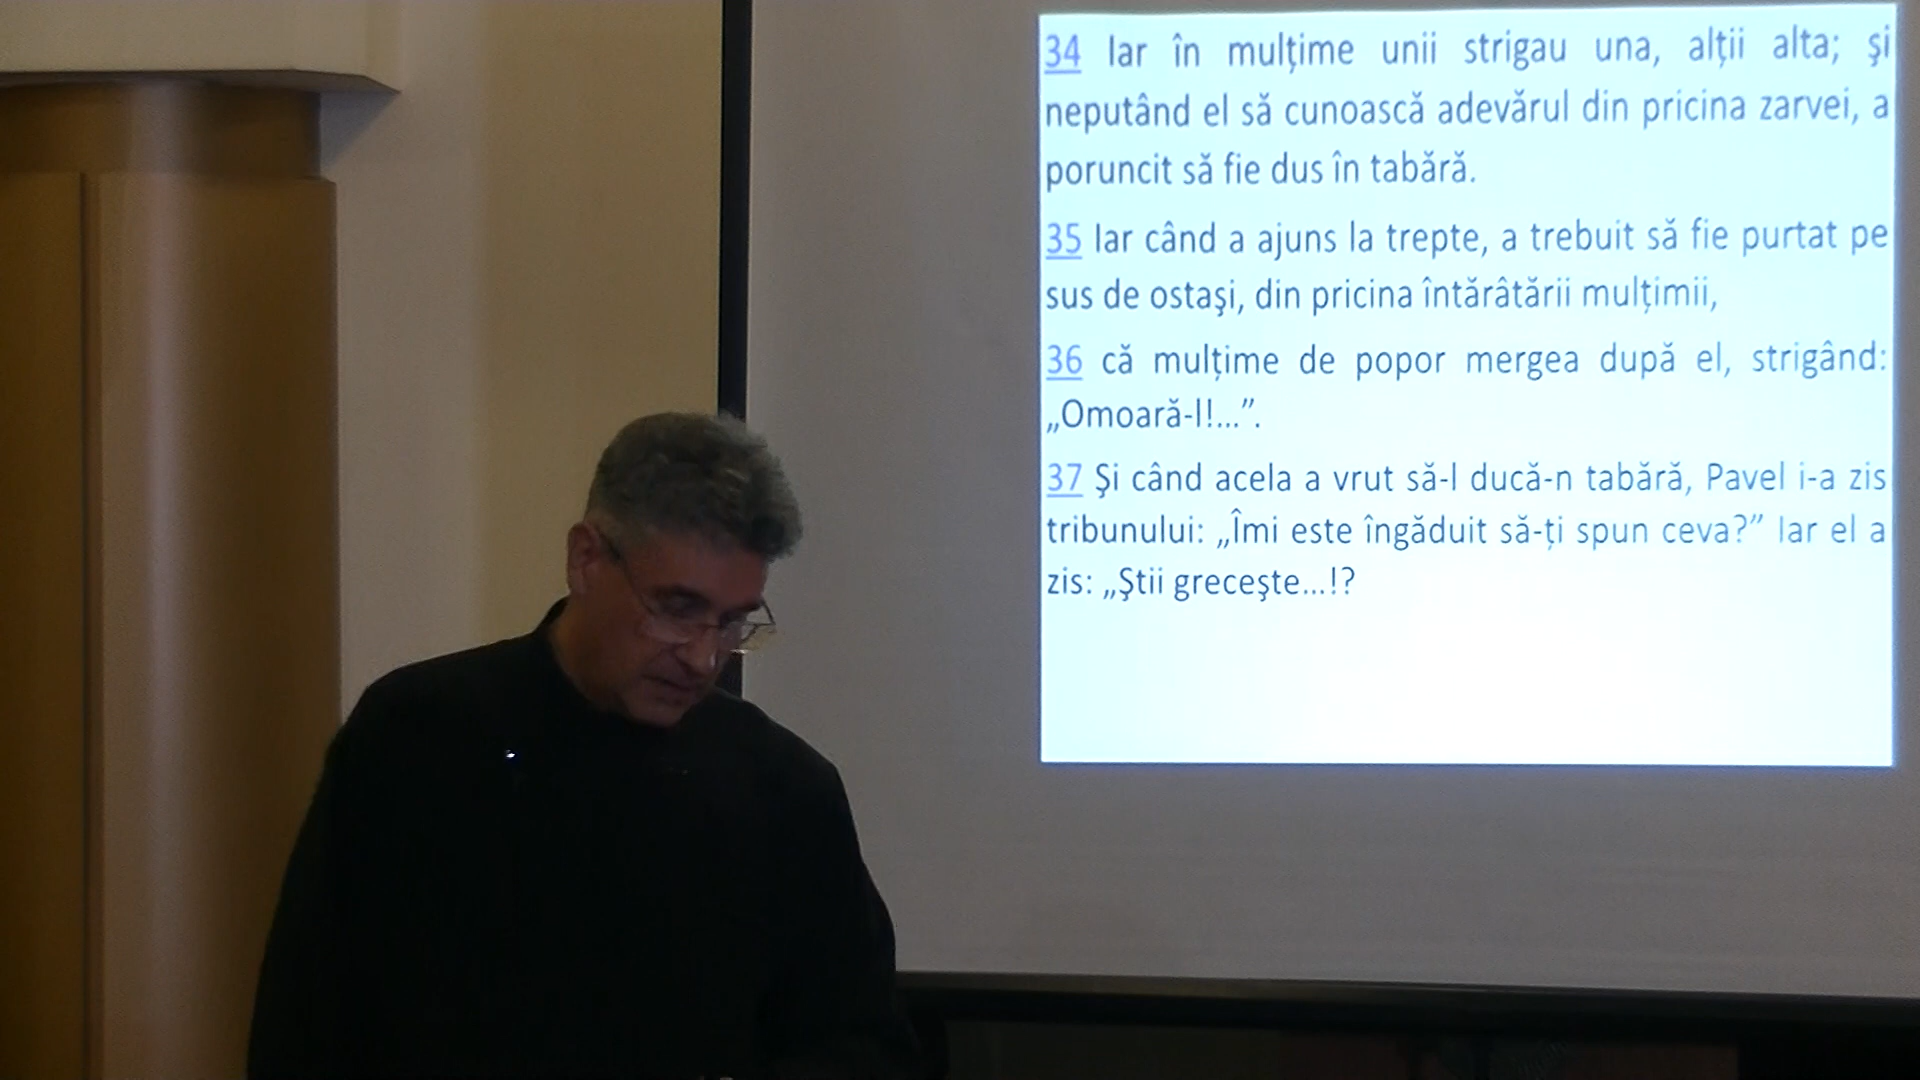 34 Iar în mulţime unii strigau una, alţii alta; şi
neputând el să cunoască adevărul din pricina zarvei, a
poruncit să fie dus în tabără.
35 Iar când a ajuns la trepte, a trebuit să fie purtat pe
sus de ostaşi, din pricina întărâtării mulţimii,
36 că mulţime de popor mergea după el, strigând:
„Omoară-l!...”.
37 Şi când acela a vrut să-l ducă-n tabără, Pavel i-a zis
tribunului: „Îmi este îngăduit să-ţi spun ceva?” Iar el a
zis: „Ştii greceşte...!?